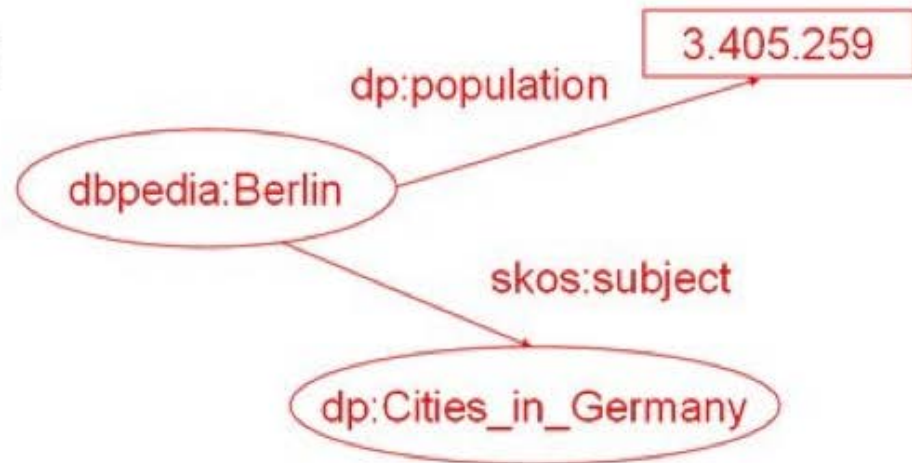 3.405.259
dp:population
dbpedia:Berlin
skos:subject
dp:Cities_in_Germany